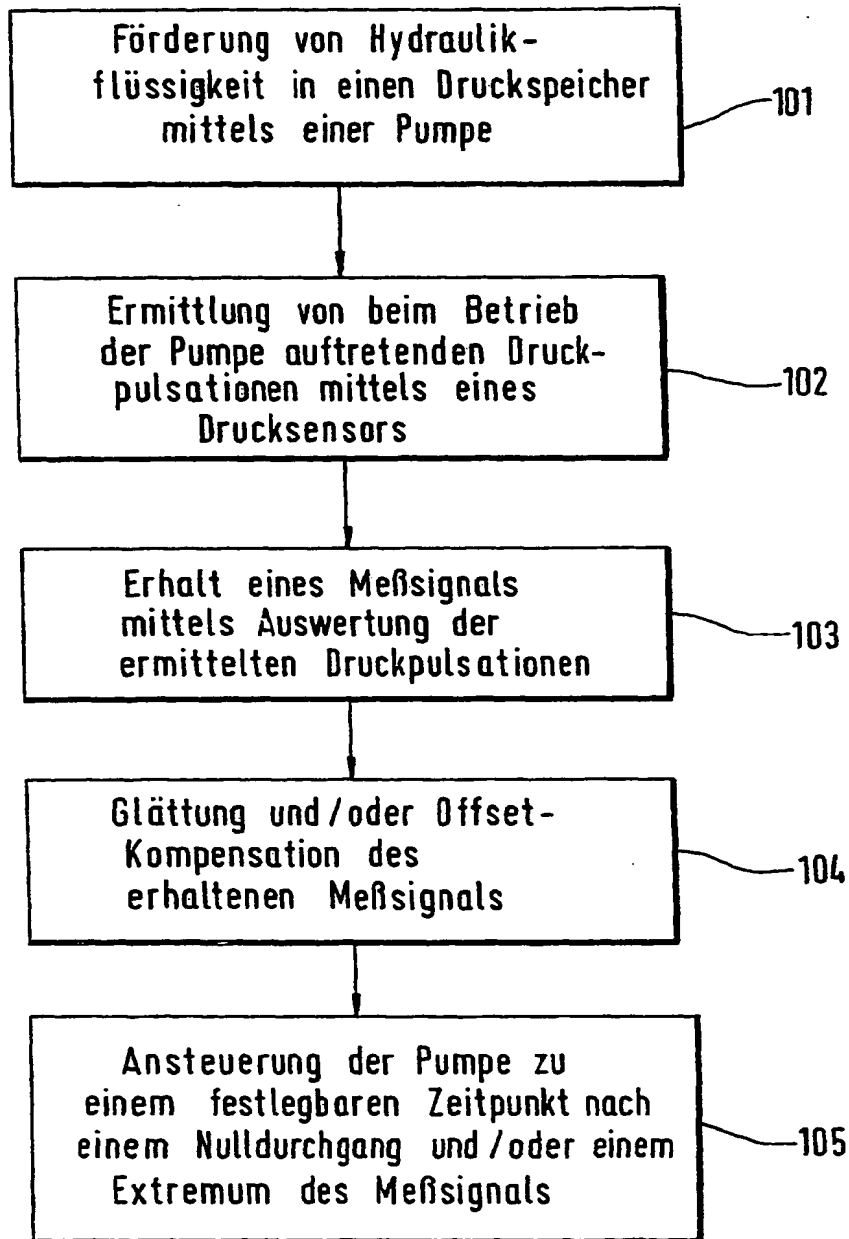 Förderung von Hydraulik-
flüssigkeit in einen Druckspeicher
mittels einer Pumpe
101
Ermittlung von beim Betrieb
der Pumpe auftretenden Druck-
pulsationen mittels eines
Drucksensors
102
Erhalt eines Meßsignals
mittels Auswertung der
ermittelten Druckpulsationen
103
Glättung und/oder Offset-
Kompensation des
erhaltenen Meßsignals
104
Ansteuerung der Pumpe zu
einem festlegbaren Zeitpunkt nach
einem Nulldurchgang und/oder einem
Extremum des Meßsignals
105